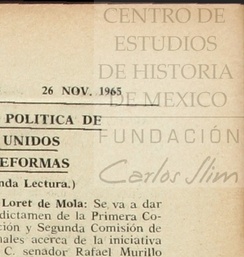 CENTRO DE
ESTUDIOS
DE HISTORIA
DE MEXICO
FUNDACIÓN
Carlos Slim
26 NOV. 1965
POLITICA DE
UNIDOS
EFORMAS
nda Lectura.)
Loret de Mola: Se va a dar
dictamen de la Primera Co-
ción y Segunda Comisión de
nales acerca de la iniciativa
C. senador Rafael Murillo